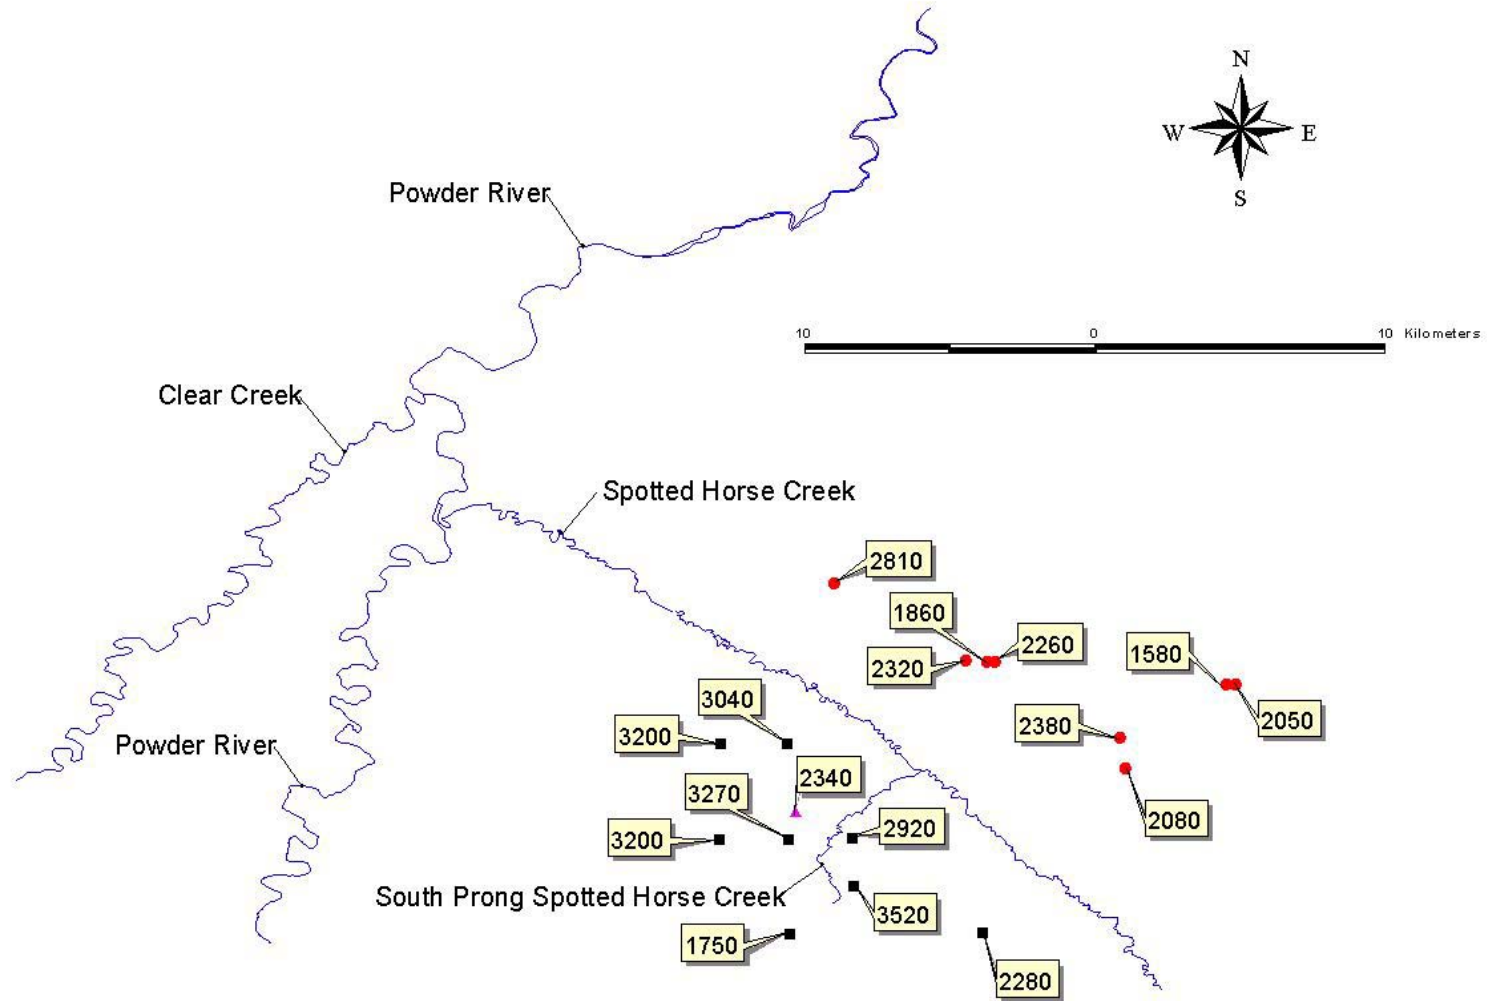 N
W
E
S
Powder River
10
0
10 Kilometers
Clear Creek
Spotted Horse Creek
2810
1860
2260
2320
1580
2050
2380
2080
3040
3200
2340
3270
3200
2920
Powder River
South Prong Spotted Horse Creek
3520
1750
2280